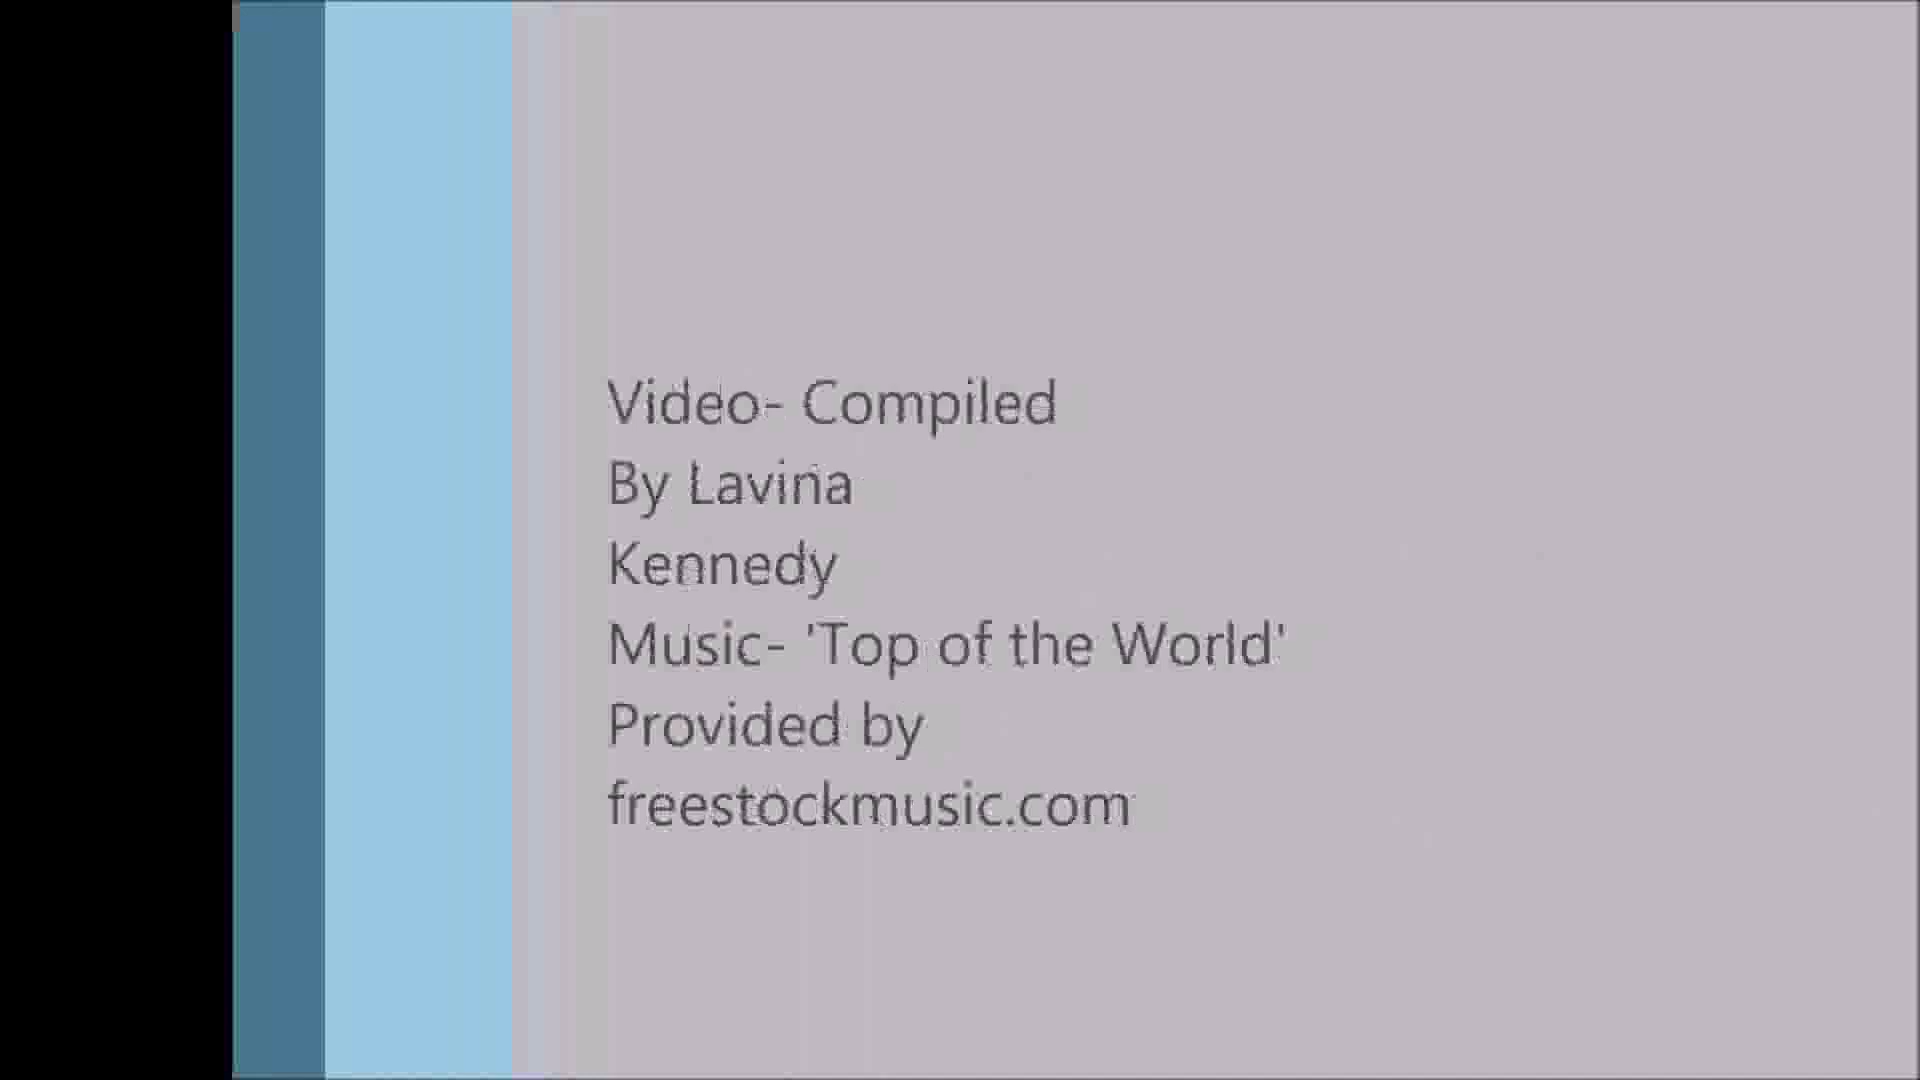 Video- Compiled
By Lavina
Kennedy
Music- 'Top of the World'
Provided by
freestockmusic.com